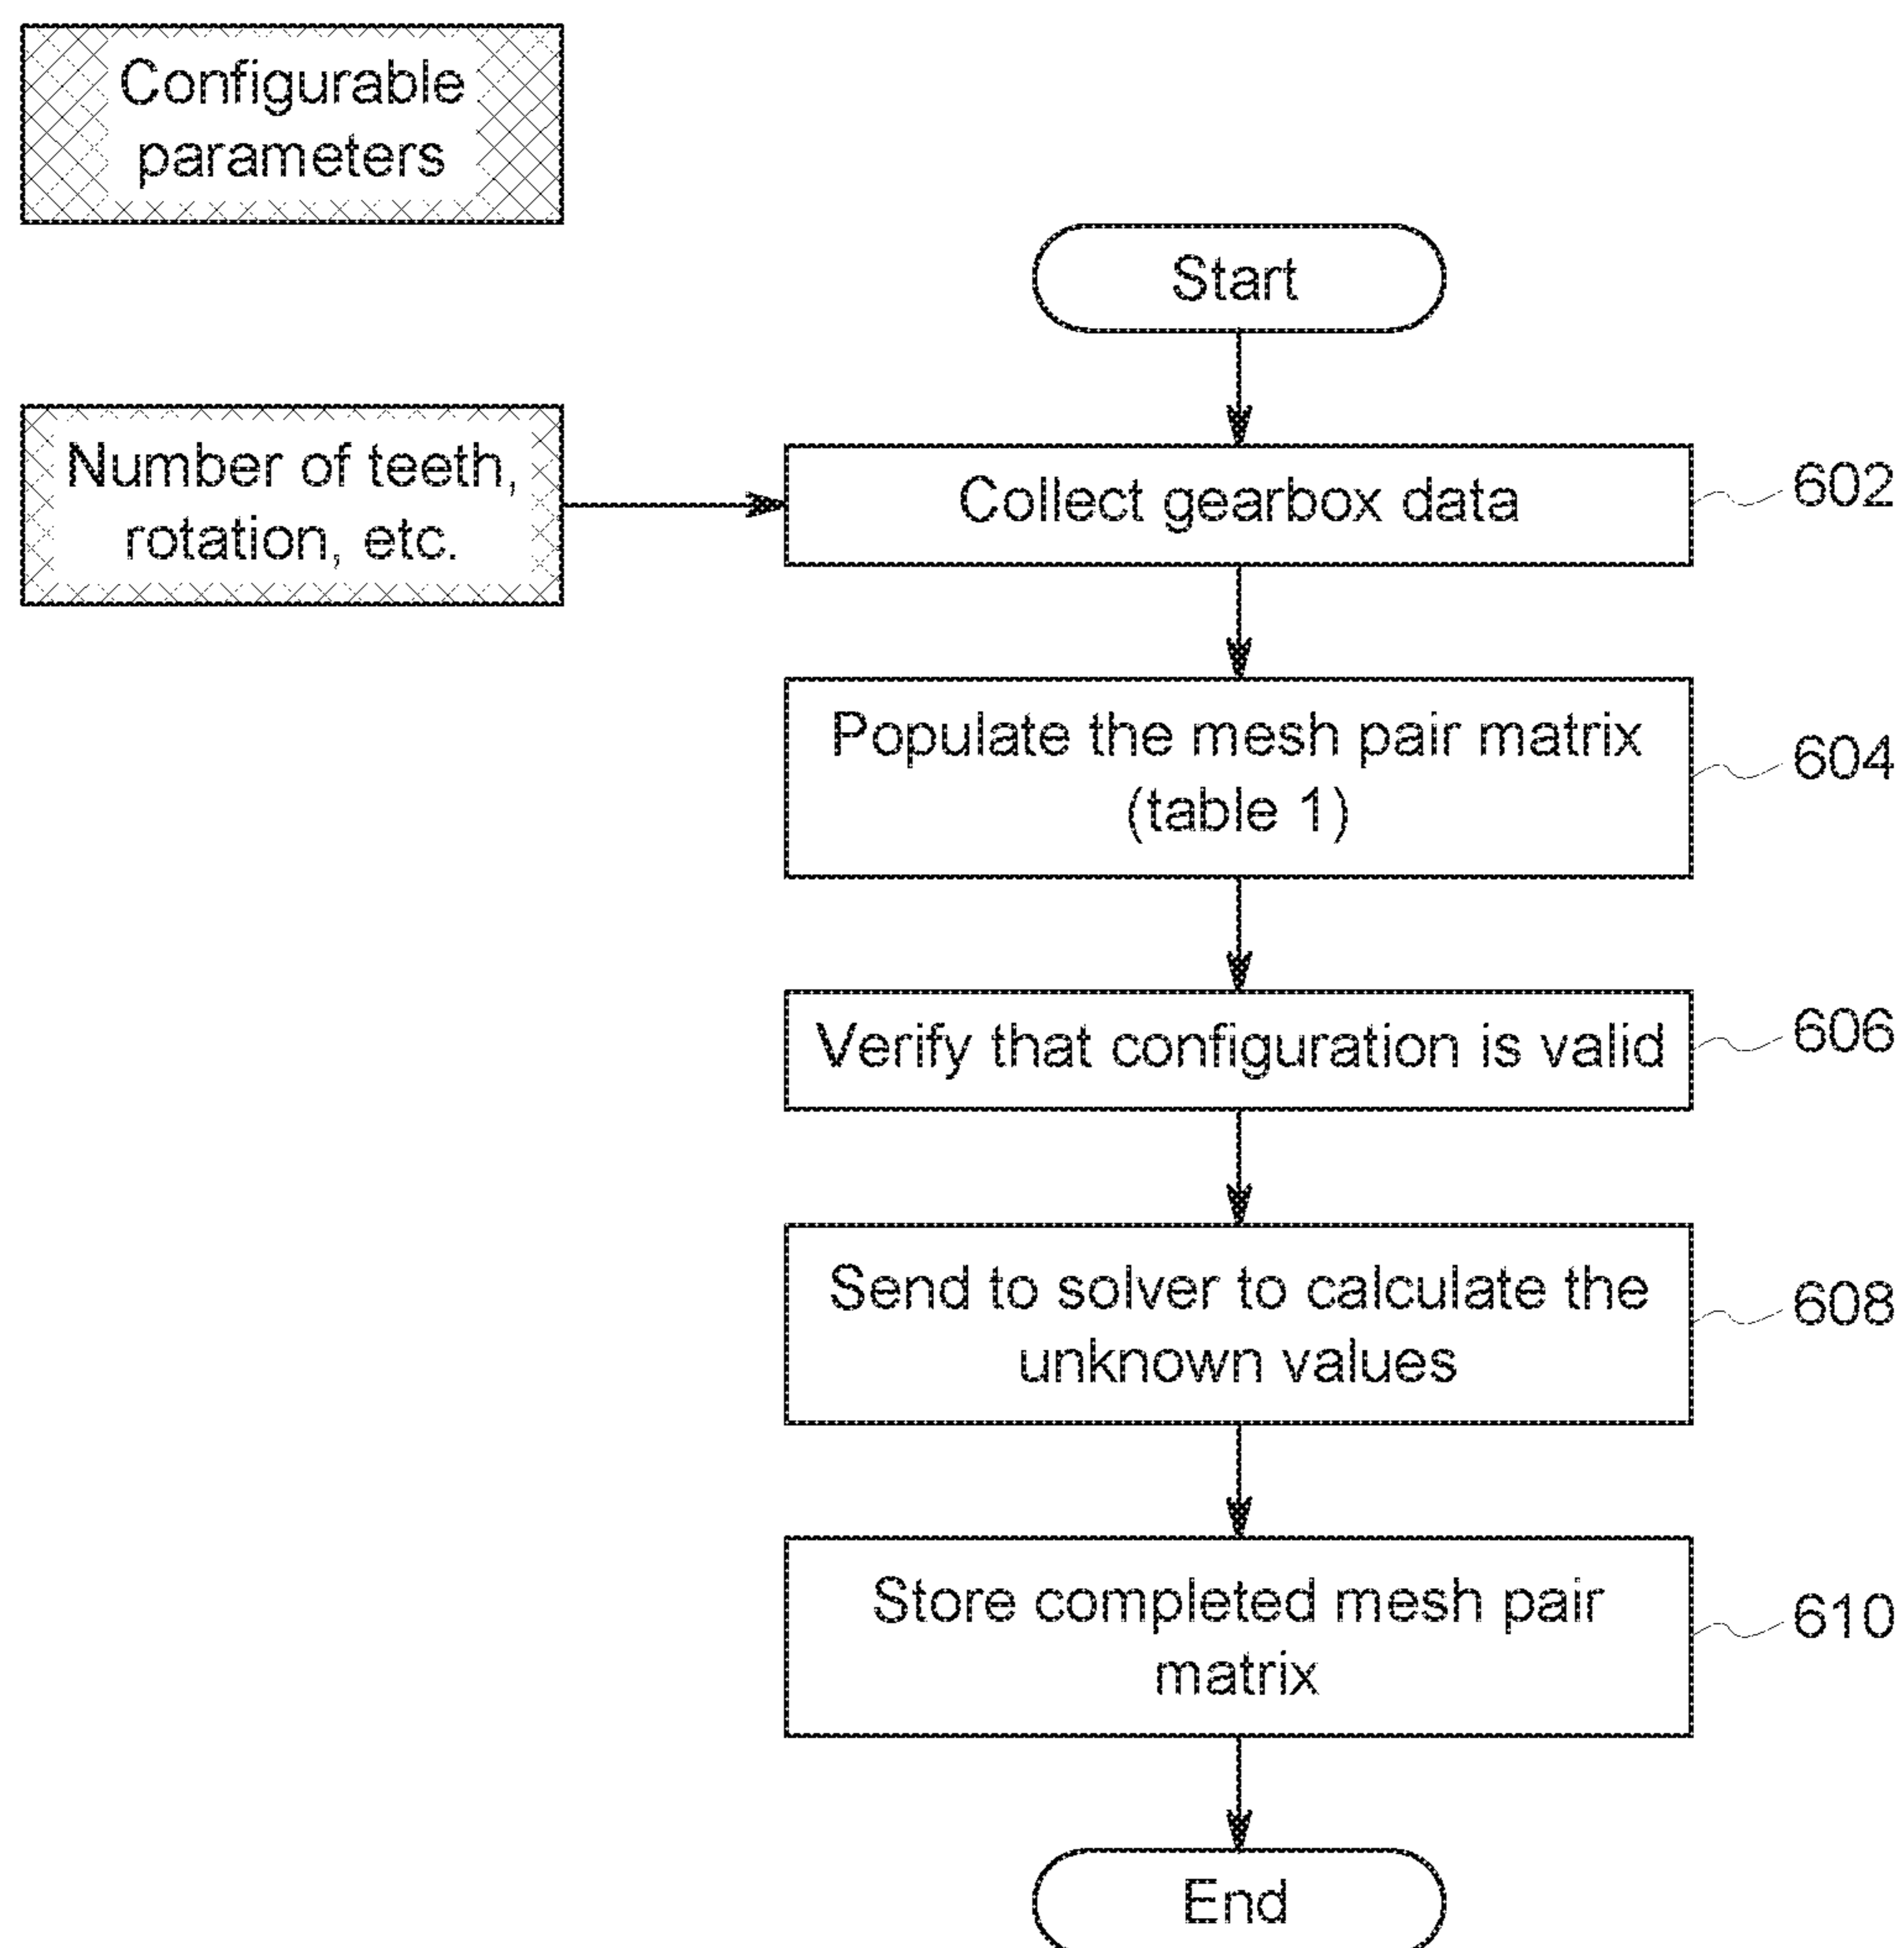 Configurable
parameters
Start
Number of teeth,
rotation, etc.
Collect gearbox data
602
Populate the mesh pair matrix
(table 1)
604
Verify that configuration is valid
606
Send to solver to calculate the
unknown values
608
Store completed mesh pair
matrix
610
End